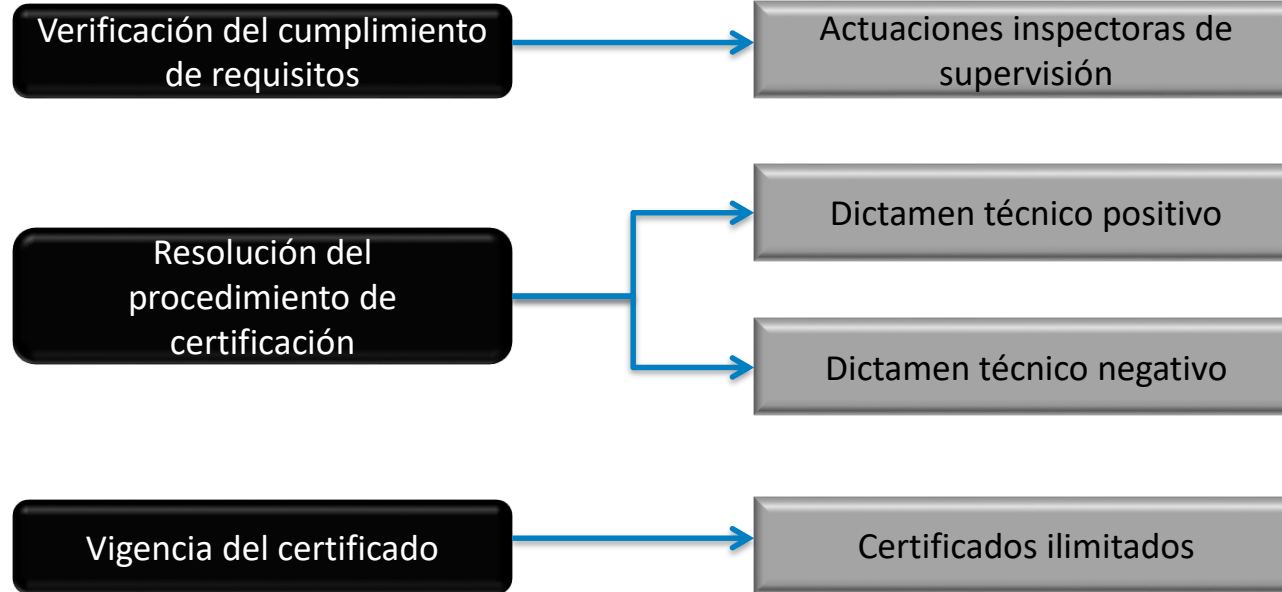 Verificación del cumplimiento
de requisitos
Actuaciones inspectoras de
supervisión
Resolución del
procedimiento de
certificación
Dictamen técnico positivo
Dictamen técnico negativo
Vigencia del certificado
Certificados ilimitados